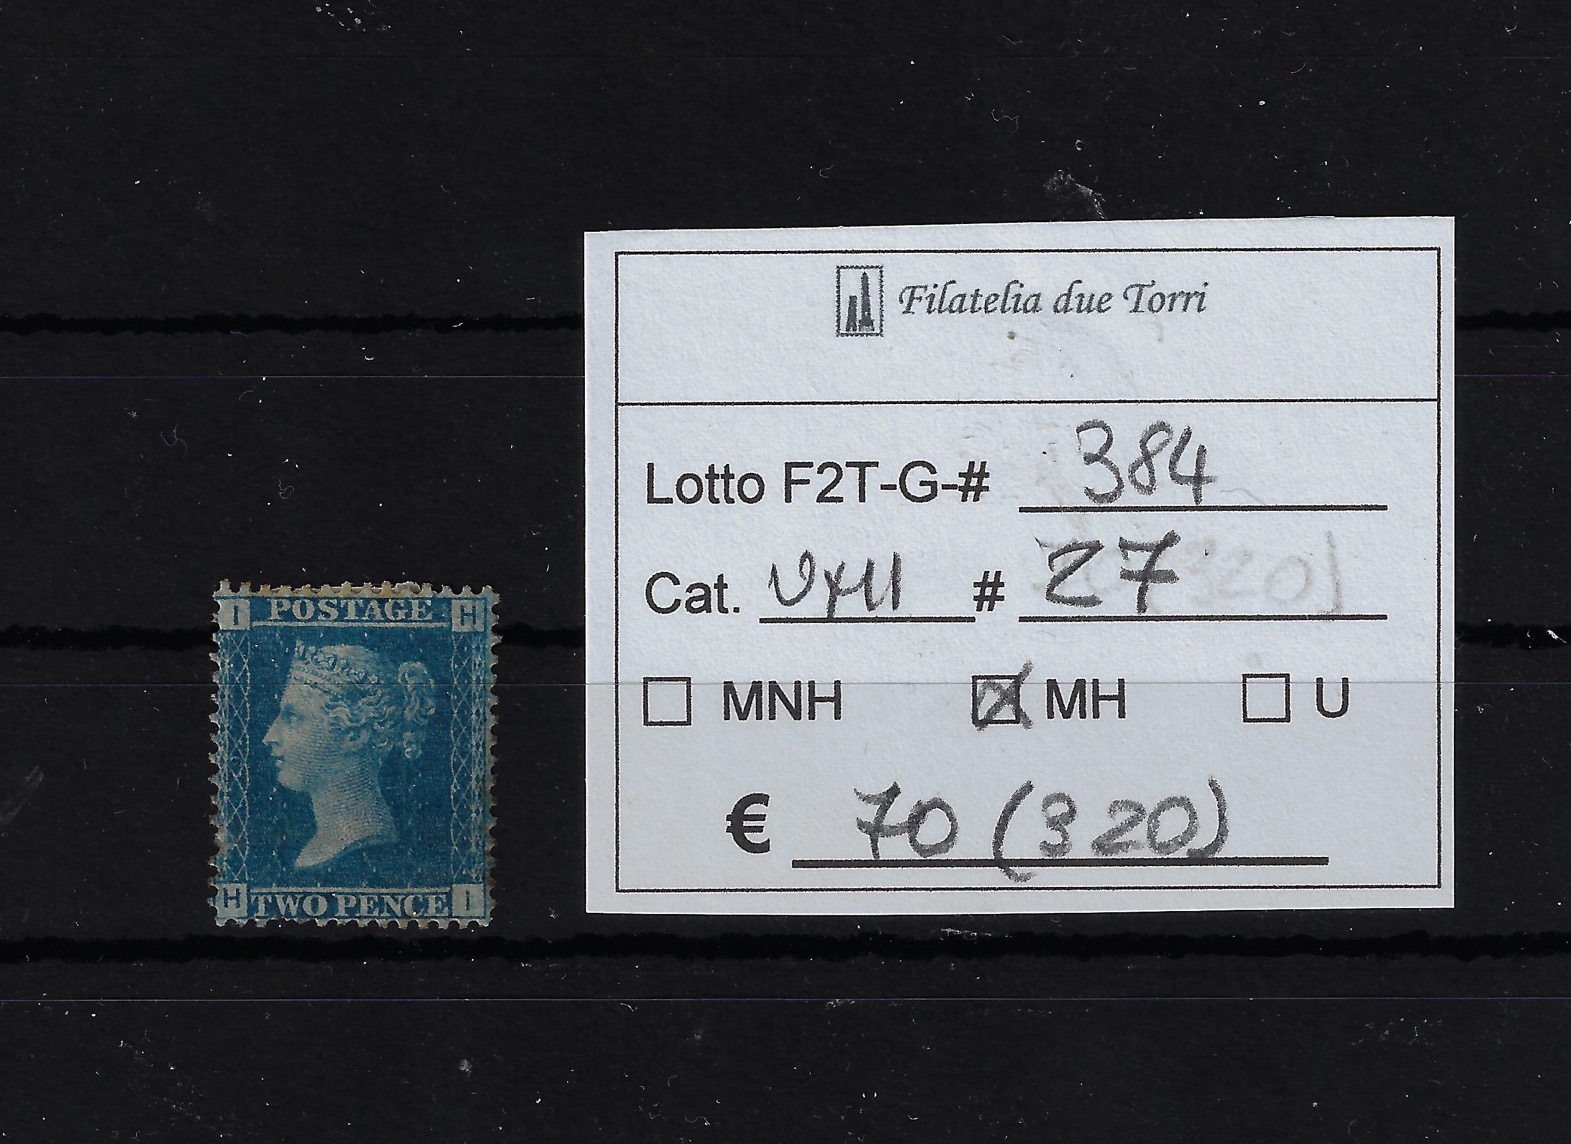 I POSTAGE H
H TWO PENCE I
Filatelia due Torri
Lotto F2T-G-# 384
Cat. # 27
MNH MH U
€ 70 (320)